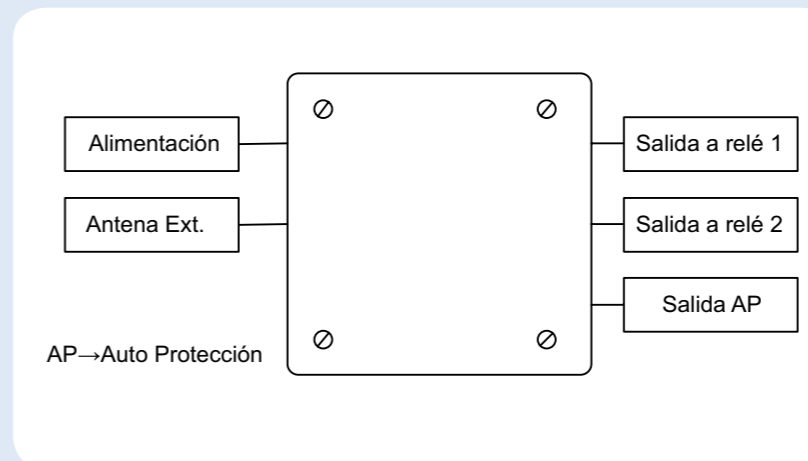 Alimentación
Salida a relé 1
Antena Ext.
Salida a relé 2
Salida AP
AP→Auto Protección